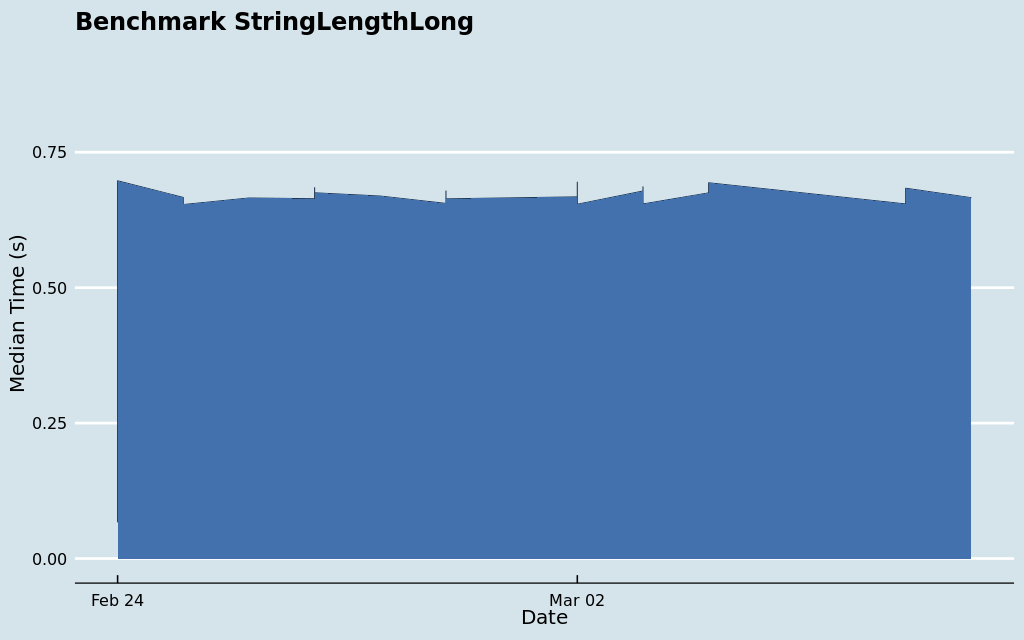 Benchmark StringLengthLong
0.75
0.50
0.25
0.00
Median Time (s)
Feb 24
Mar 02
Date